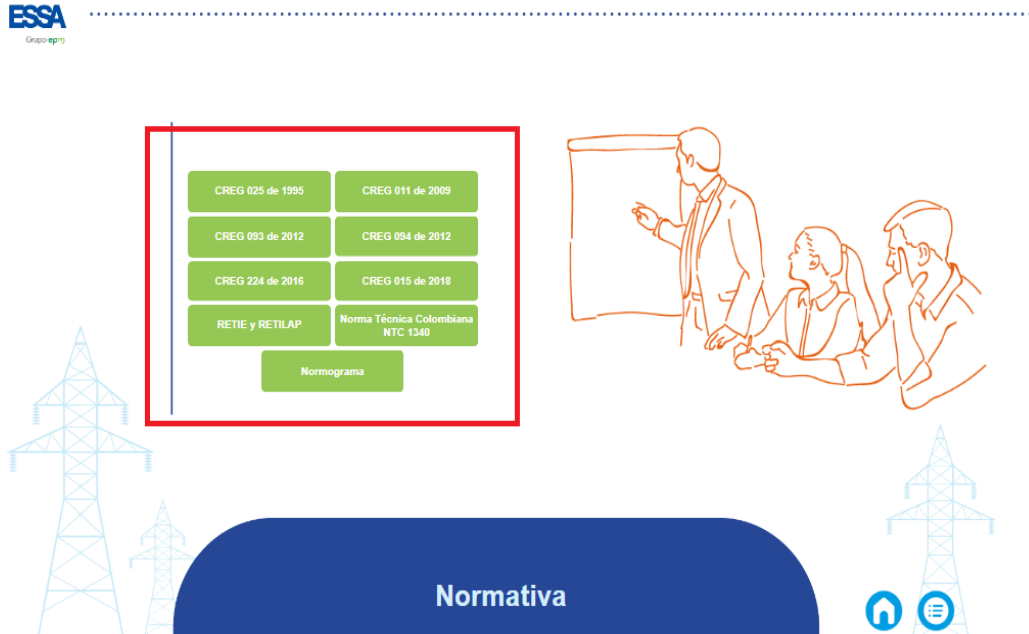 ESSA
Grupo·epm
CREG 025 de 1995
CREG 011 de 2009
CREG 093 de 2012
CREG 094 de 2012
CREG 224 de 2016
CREG 015 de 2018
RETIE y RETILAP
Norma Técnica Colombiana
NTC 1340
Normograma
Normativa